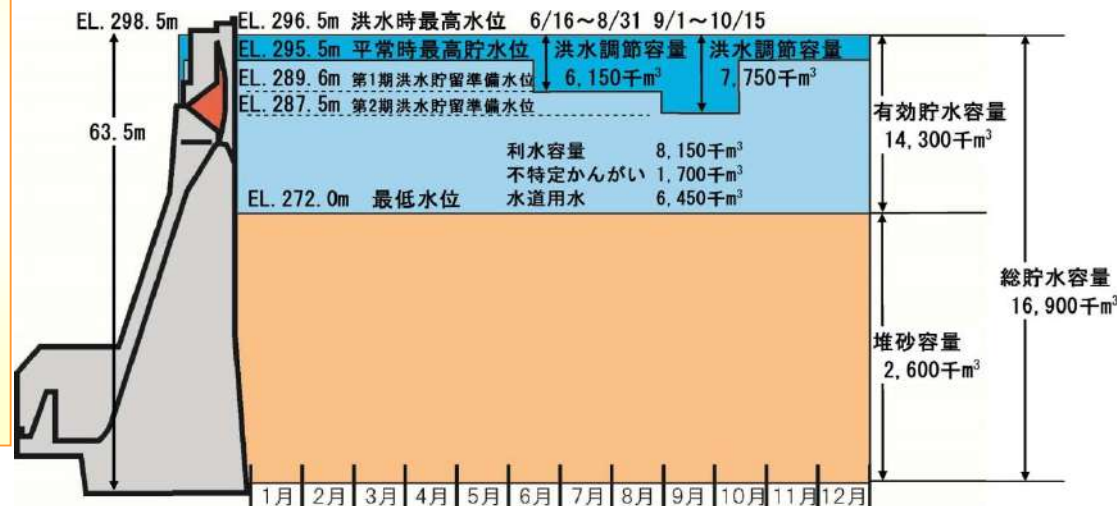 EL. 298.5m
EL. 296.5m 洪水時最高水位 6/16～8/31 9/1～10/15
EL. 295.5m 平常時最高貯水位 洪水調節容量 洪水調節容量
EL. 289.6m 第1期洪水貯留準備水位 6,150千m³ 7,750千m³
EL. 287.5m 第2期洪水貯留準備水位
63.5m
有効貯水容量
14,300千m³
利水容量 8,150千m³
不特定かんがい 1,700千m³
EL. 272.0m 最低水位 水道用水 6,450千m³
総貯水容量
16,900千m³
堆砂容量
2,600千m³
1月 2月 3月 4月 5月 6月 7月 8月 9月 10月 11月 12月